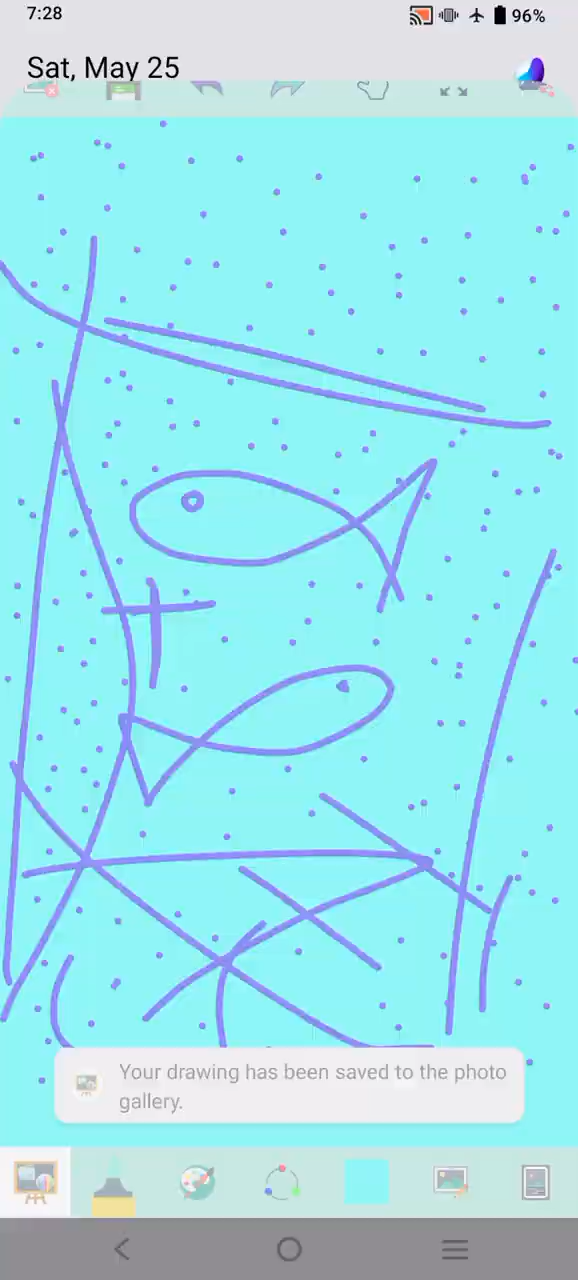 7:28
96%
Sat, May 25
Your drawing has been saved to the photo
gallery.